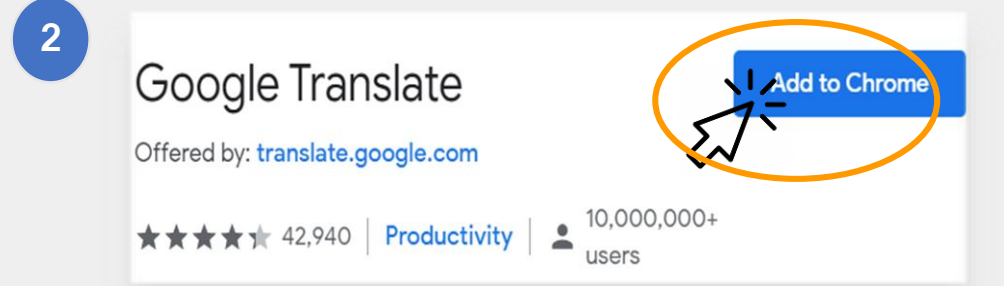 2
Google Translate
Add to Chrome
Offered by: translate.google.com
42,940 Productivity 10,000,000+
users